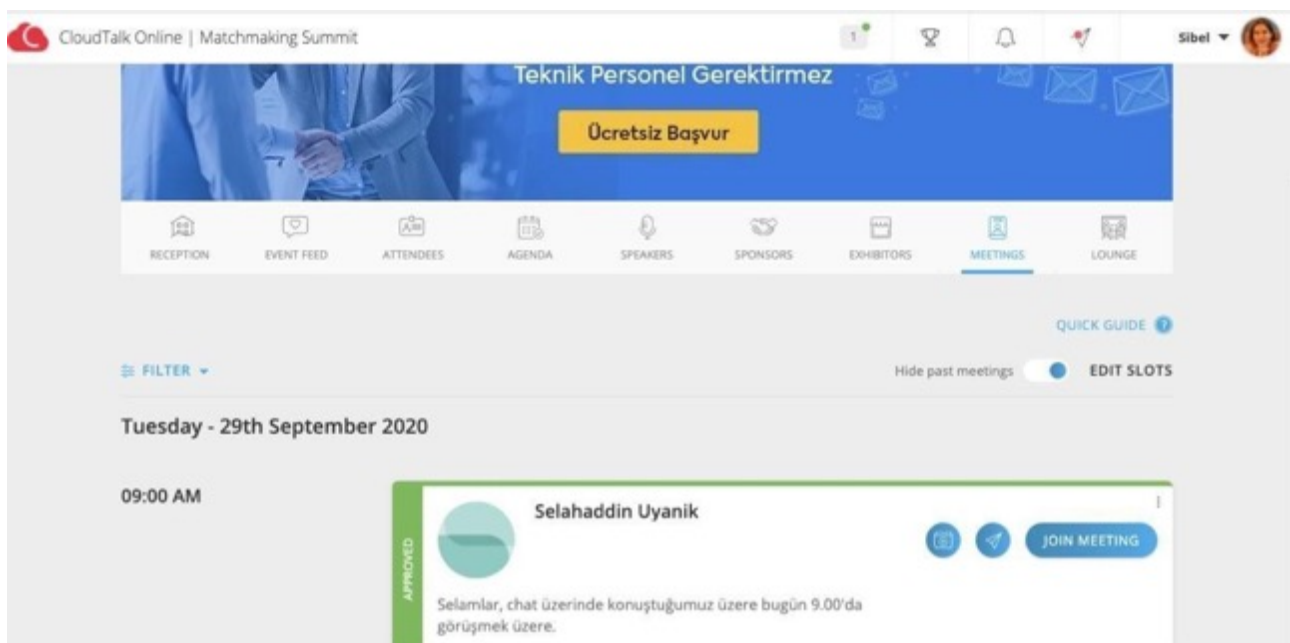 CloudTalk Online | Matchmaking Summit
1
Sibel
Teknik Personel Gerektirmez
Ücretsiz Başvur
RECEPTION
EVENT FEED
ATTENDEES
AGENDA
SPEAKERS
SPONSORS
EXHIBITORS
MEETINGS
LOUNGE
QUICK GUIDE ?
FILTER
Hide past meetings
EDIT SLOTS
Tuesday - 29th September 2020
09:00 AM
APPROVED
Selahaddin Uyanik
JOIN MEETING
Selamlar, chat üzerinde konuştuğumuz üzere bugün 9.00'da
görüşmek üzere.